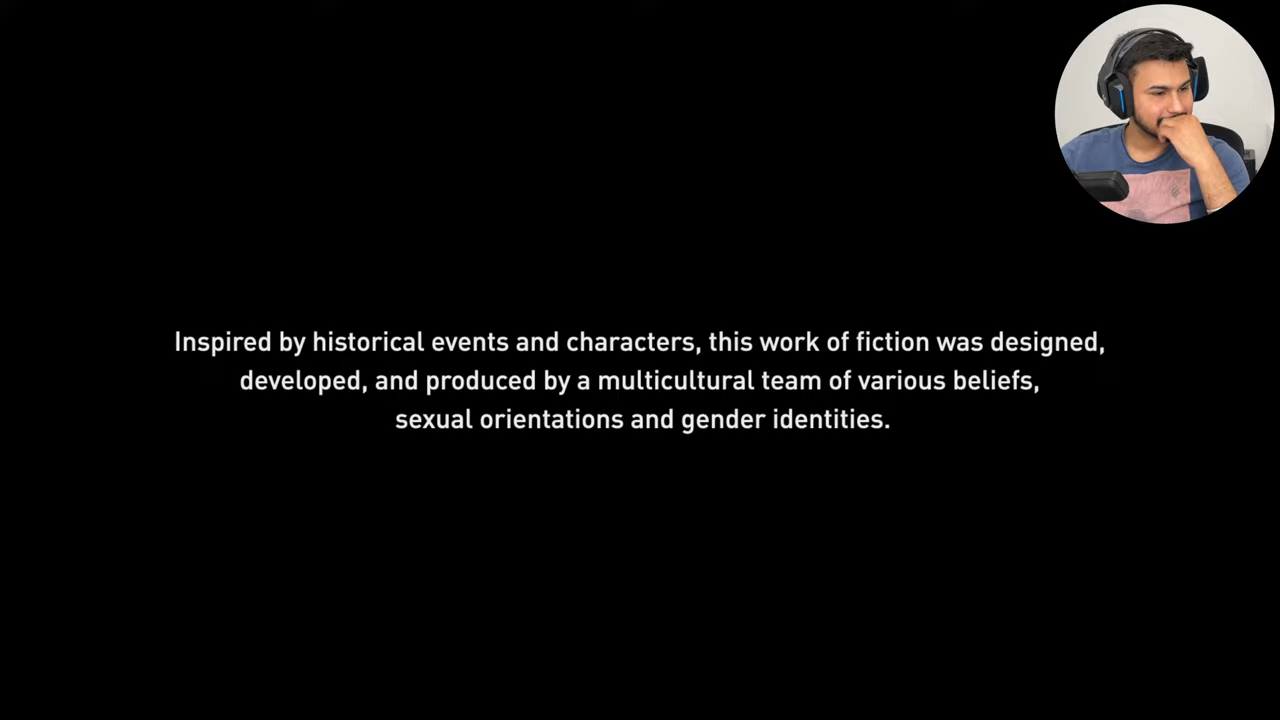 Inspired by historical events and characters, this work of fiction was designed,
developed, and produced by a multicultural team of various beliefs,
sexual orientations and gender identities.